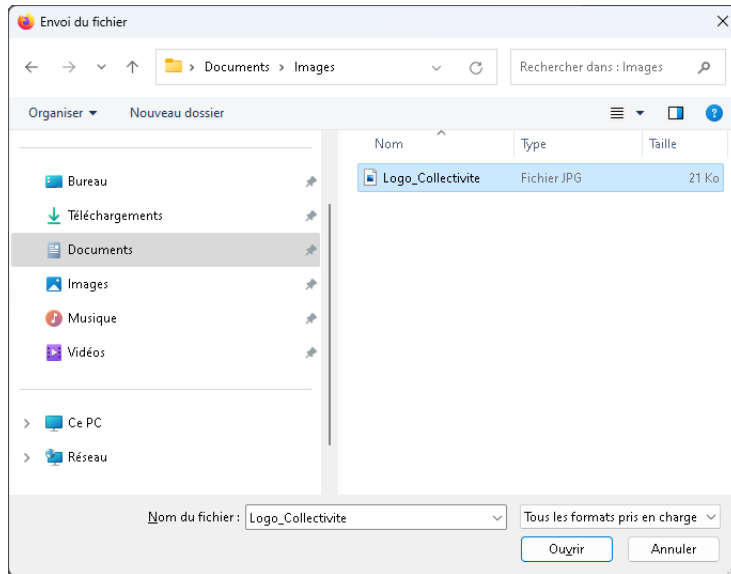 Envoi du fichier
Documents > Images
Rechercher dans : Images
Organiser
Nouveau dossier
Nom
Type
Taille
Bureau
Téléchargements
Documents
Images
Musique
Vidéos
Ce PC
Réseau
Logo_Collectivite
Fichier JPG
21 Ko
Nom du fichier :
Logo_Collectivite
Tous les formats pris en charge
Ouvrir
Annuler